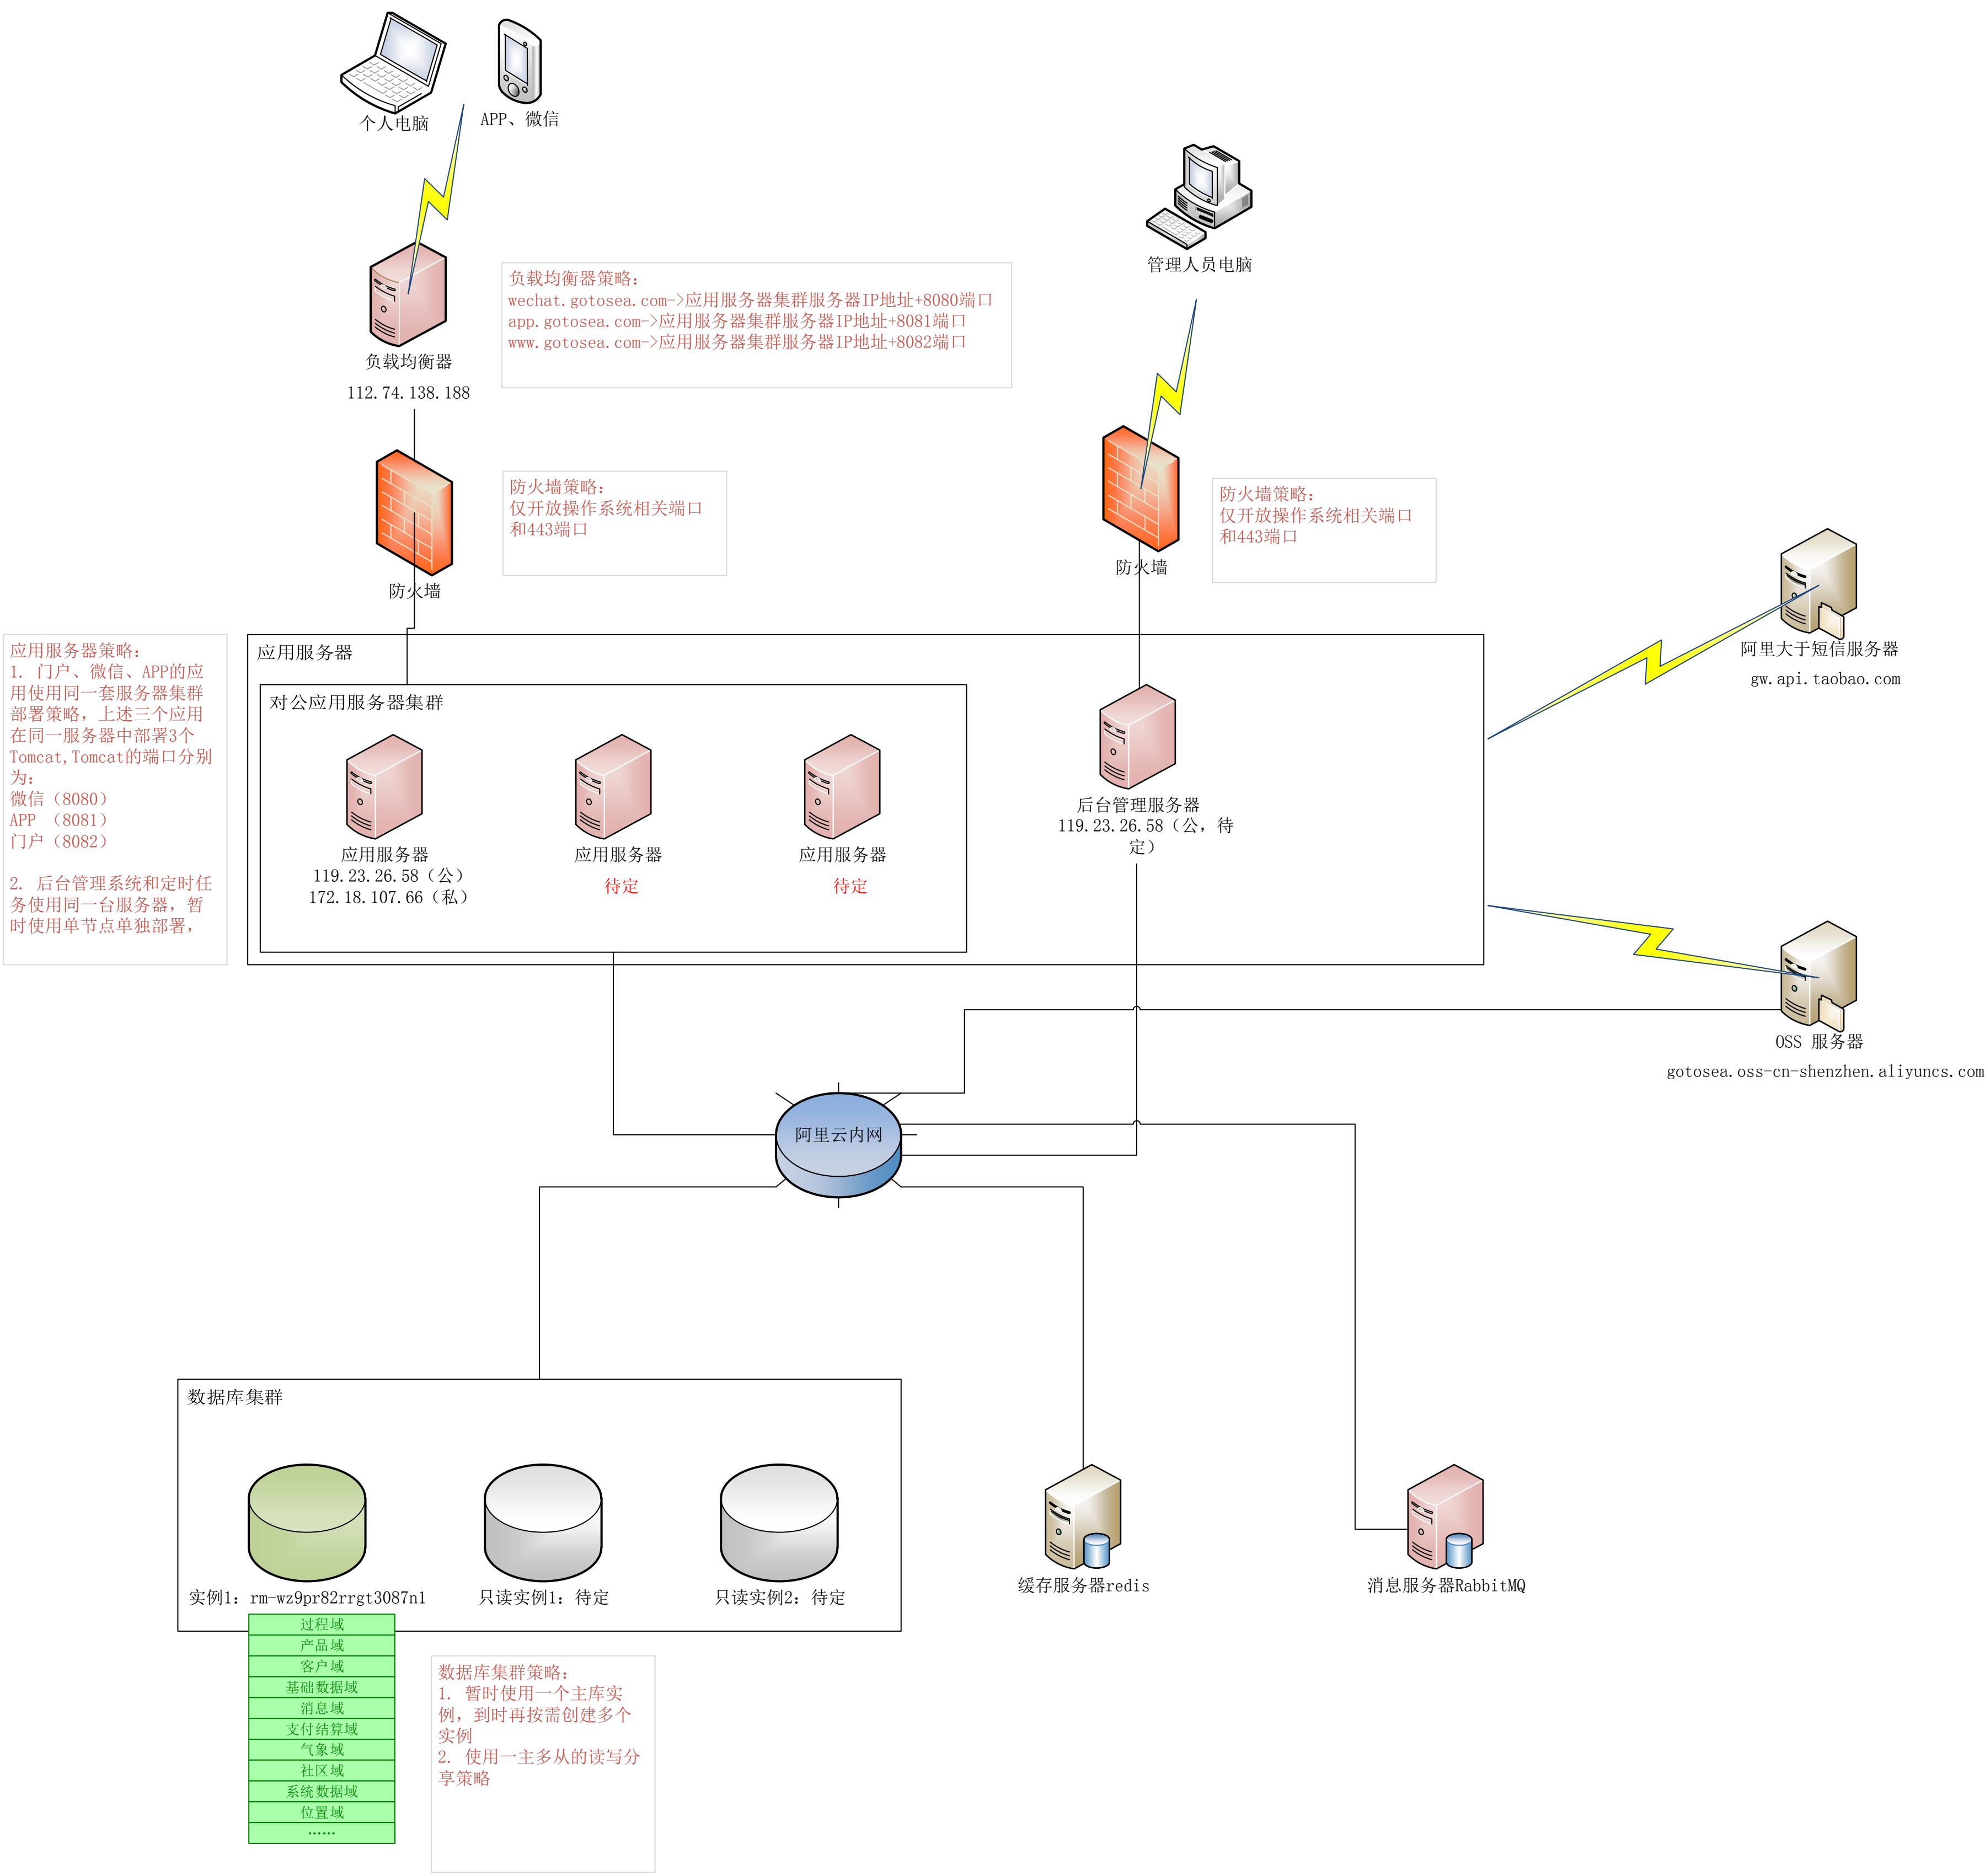 个人电脑
APP、微信
管理人员电脑
负载均衡器
112.74.138.188
负载均衡器策略：
wechat.gotosea.com->应用服务器集群服务器IP地址+8080端口
app.gotosea.com->应用服务器集群服务器IP地址+8081端口
www.gotosea.com->应用服务器集群服务器IP地址+8082端口
防火墙
防火墙策略：
仅开放操作系统相关端口
和443端口
防火墙
防火墙策略：
仅开放操作系统相关端口
和443端口
阿里大于短信服务器
gw.api.taobao.com
应用服务器策略：
1. 门户、微信、APP的应
用使用同一套服务器集群
部署策略，上述三个应用
在同一服务器中部署3个
Tomcat,Tomcat的端口分别
为：
微信（8080）
APP （8081）
门户（8082）
2. 后台管理系统和定时任
务使用同一台服务器，暂
时使用单节点单独部署，
应用服务器
对公应用服务器集群
应用服务器
119.23.26.58（公）
172.18.107.66（私）
应用服务器
待定
应用服务器
待定
后台管理服务器
119.23.26.58（公，待
定）
OSS 服务器
gotosea.oss-cn-shenzhen.aliyuncs.com
阿里云内网
数据库集群
实例1：rm-wz9pr82rrgt3087n1
只读实例1：待定
只读实例2：待定
过程域
产品域
客户域
基础数据域
消息域
支付结算域
气象域
社区域
系统数据域
位置域
……
数据库集群策略：
1. 暂时使用一个主库实
例，到时再按需创建多个
实例
2. 使用一主多从的读写分
享策略
缓存服务器redis
消息服务器RabbitMQ